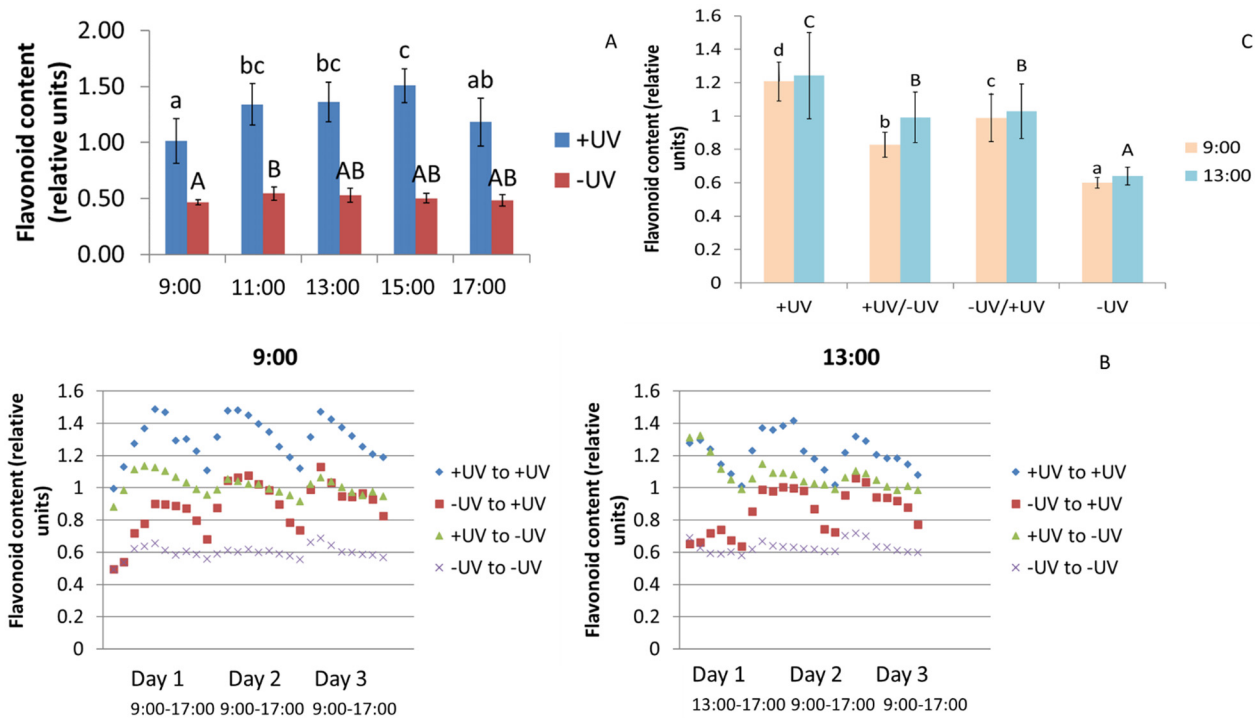 A
Flavonoid content
(relative units)
2.00
1.50
1.00
0.50
0.00
a
bc
bc
c
ab
A
B
AB
AB
AB
9:00
11:00
13:00
15:00
17:00
+UV
-UV
C
Flavonoid content (relative
units)
1.6
1.4
1.2
1
0.8
0.6
0.4
0.2
0
d
C
b
B
c
B
a
A
+UV
+UV/-UV
-UV/+UV
-UV
9:00
13:00
9:00
Flavonoid content (relative
units)
1.6
1.4
1.2
1
0.8
0.6
0.4
0.2
0
Day 1
Day 2
Day 3
9:00-17:00
9:00-17:00
9:00-17:00
+UV to +UV
-UV to +UV
+UV to -UV
-UV to -UV
13:00
B
Flavonoid content (relative
units)
1.6
1.4
1.2
1
0.8
0.6
0.4
0.2
0
Day 1
Day 2
Day 3
13:00-17:00
9:00-17:00
9:00-17:00
+UV to +UV
-UV to +UV
+UV to -UV
-UV to -UV